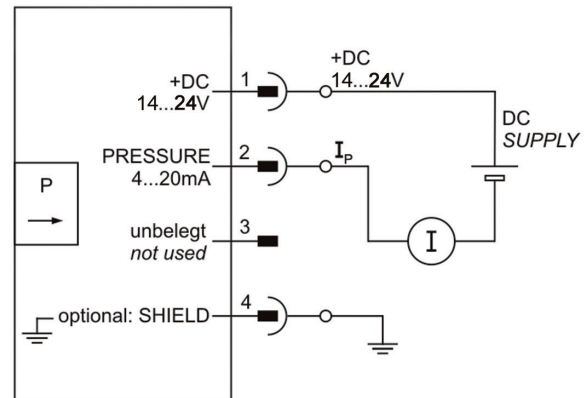 +DC
14...24V
1
+DC
14...24V
DC
SUPPLY
PRESSURE
4...20mA
2
I_P
P
I
unbelegt
not used
3
optional: SHIELD
4